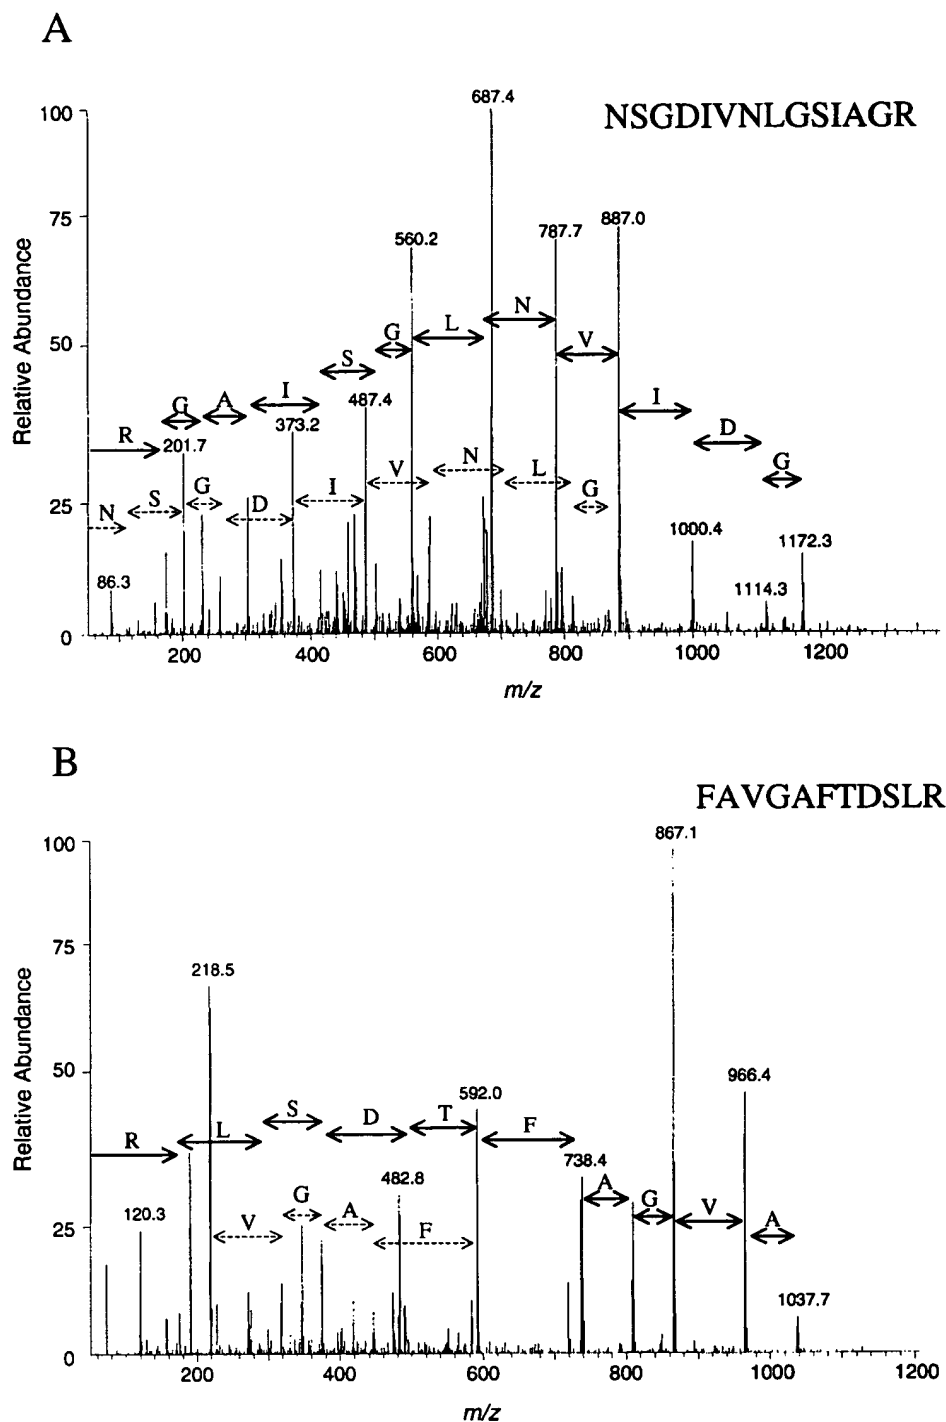 A
NSGDIVNLGSIAGR
687.4
100
887.0
787.7
75
560.2
N
L
G
V
50
S
487.4
I
A
I
G
373.2
D
R
201.7
G
N
V
L
I
G
S
D
G
N
25
1000.4
1172.3
86.3
1114.3
0
200 400 600 800 1000 1200
m/z
Relative Abundance
B
FAVGAFTDSLR
867.1
100
75
218.5
966.4
50
592.0
S
D
T
R
L
F
738.4
482.8
A
G
G
V
120.3
A
F
V
A
25
1037.7
0
200 400 600 800 1000 1200
m/z
Relative Abundance